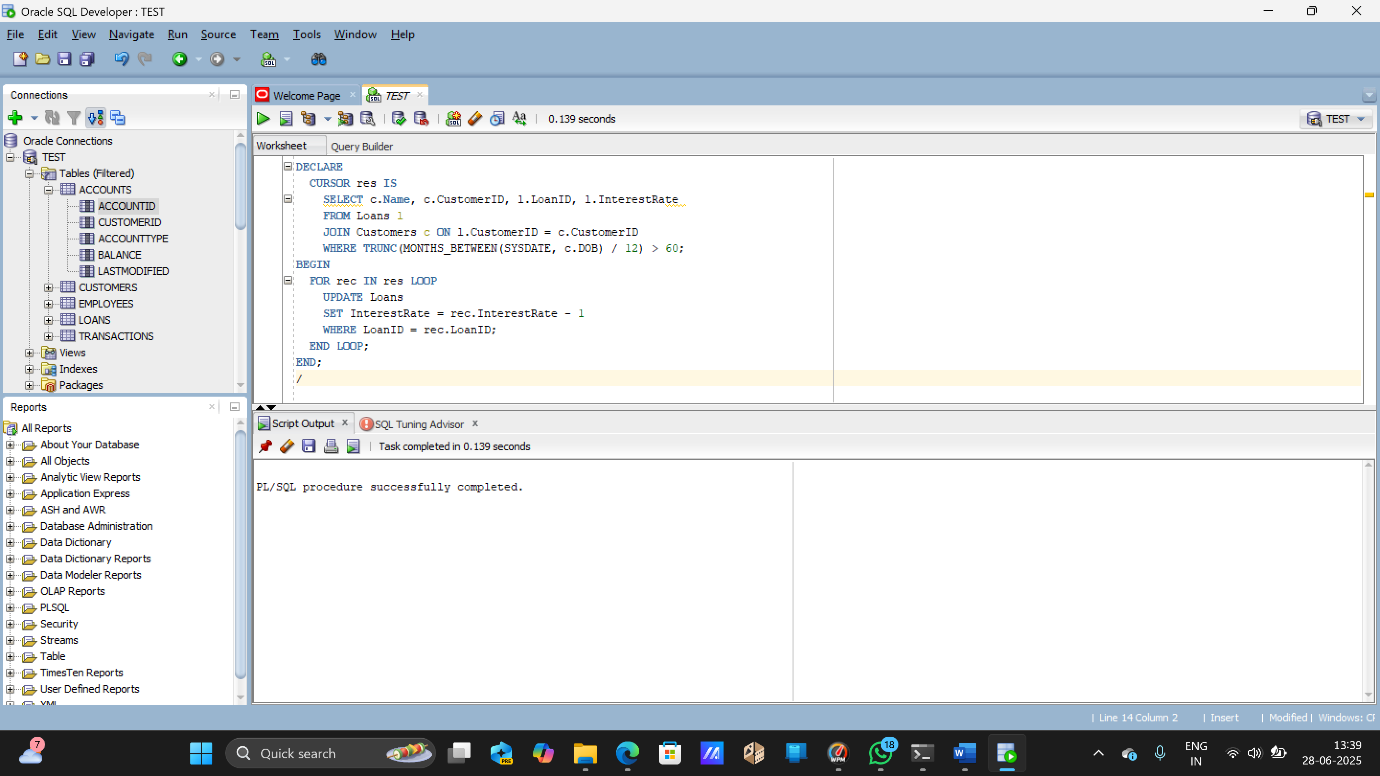 Oracle SQL Developer : TEST
File Edit View Navigate Run Source Team Tools Window Help
Connections
Oracle Connections
TEST
Tables (Filtered)
ACCOUNTS
ACCOUNTID
CUSTOMERID
ACCOUNTTYPE
BALANCE
LASTMODIFIED
CUSTOMERS
EMPLOYEES
LOANS
TRANSACTIONS
Views
Indexes
Packages
Reports
All Reports
About Your Database
All Objects
Analytic View Reports
Application Express
ASH and AWR
Database Administration
Data Dictionary
Data Dictionary Reports
Data Modeler Reports
OLAP Reports
PLSQL
Security
Streams
Table
TimesTen Reports
User Defined Reports
XML
Welcome Page TEST
0.139 seconds TEST
Worksheet Query Builder
DECLARE
CURSOR res IS
SELECT c.Name, c.CustomerID, l.LoanID, l.InterestRate
FROM Loans l
JOIN Customers c ON l.CustomerID = c.CustomerID
WHERE TRUNC(MONTHS_BETWEEN(SYSDATE, c.DOB) / 12) > 60;
BEGIN
FOR rec IN res LOOP
UPDATE Loans
SET InterestRate = rec.InterestRate - 1
WHERE LoanID = rec.LoanID;
END LOOP;
END;
/
Script Output SQL Tuning Advisor
Task completed in 0.139 seconds
PL/SQL procedure successfully completed.
Line 14 Column 2 Insert Modified Windows: CR
7
Quick search
PRE
WPM
18
ENG
IN
13:39
28-06-2025